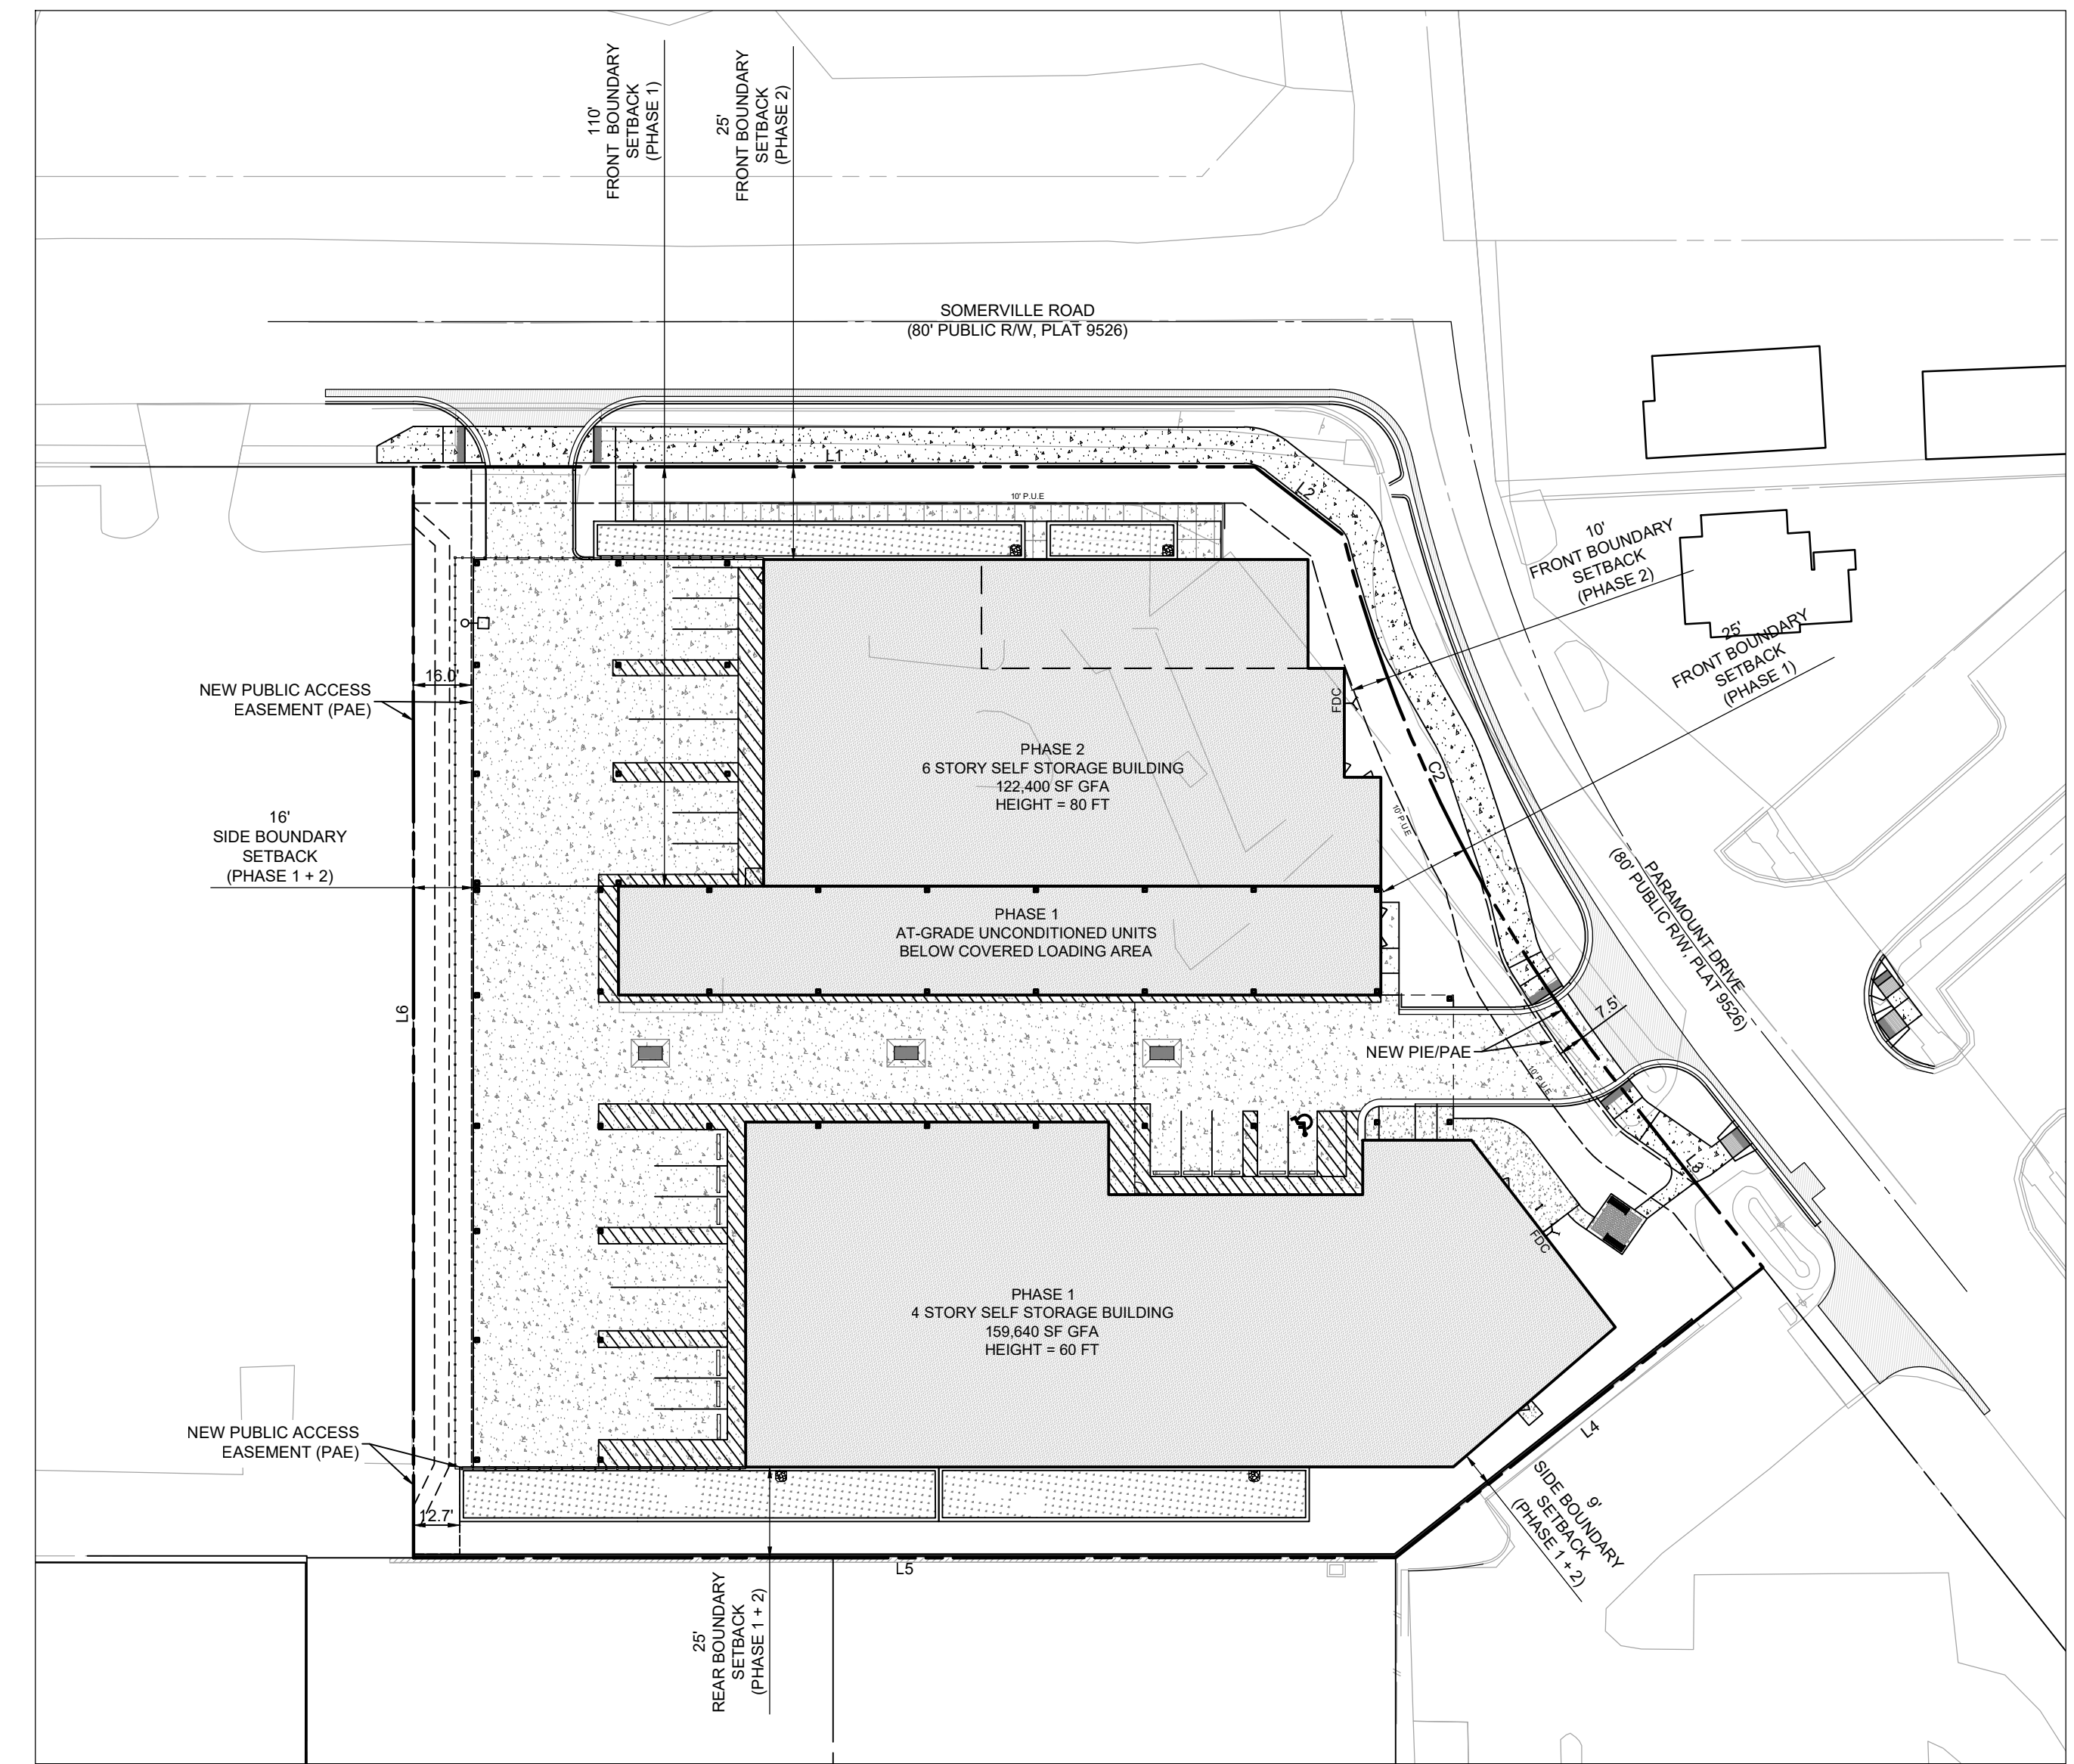 110'
FRONT BOUNDARY
SETBACK
(PHASE 1)
25'
FRONT BOUNDARY
SETBACK
(PHASE 2)
SOMERVILLE ROAD
(80' PUBLIC R/W, PLAT 9526)
L1
L2
10' P.U.E
10'
FRONT BOUNDARY
SETBACK
(PHASE 2)
25'
FRONT BOUNDARY
SETBACK
(PHASE 1)
16.0'
NEW PUBLIC ACCESS
EASEMENT (PAE)
FDC
PHASE 2
6 STORY SELF STORAGE BUILDING
122,400 SF GFA
HEIGHT = 80 FT
C2
10' P.U.E
16'
SIDE BOUNDARY
SETBACK
(PHASE 1 + 2)
PARAMOUNT DRIVE
(80' PUBLIC R/W, PLAT 9526)
PHASE 1
AT-GRADE UNCONDITIONED UNITS
BELOW COVERED LOADING AREA
L6
7.5'
NEW PIE/PAE
10' P.U.E
L3
1
FDC
PHASE 1
4 STORY SELF STORAGE BUILDING
159,640 SF GFA
HEIGHT = 60 FT
NEW PUBLIC ACCESS
EASEMENT (PAE)
L4
12.7'
9'
SIDE BOUNDARY
SETBACK
(PHASE 1 + 2)
L5
25'
REAR BOUNDARY
SETBACK
(PHASE 1 + 2)